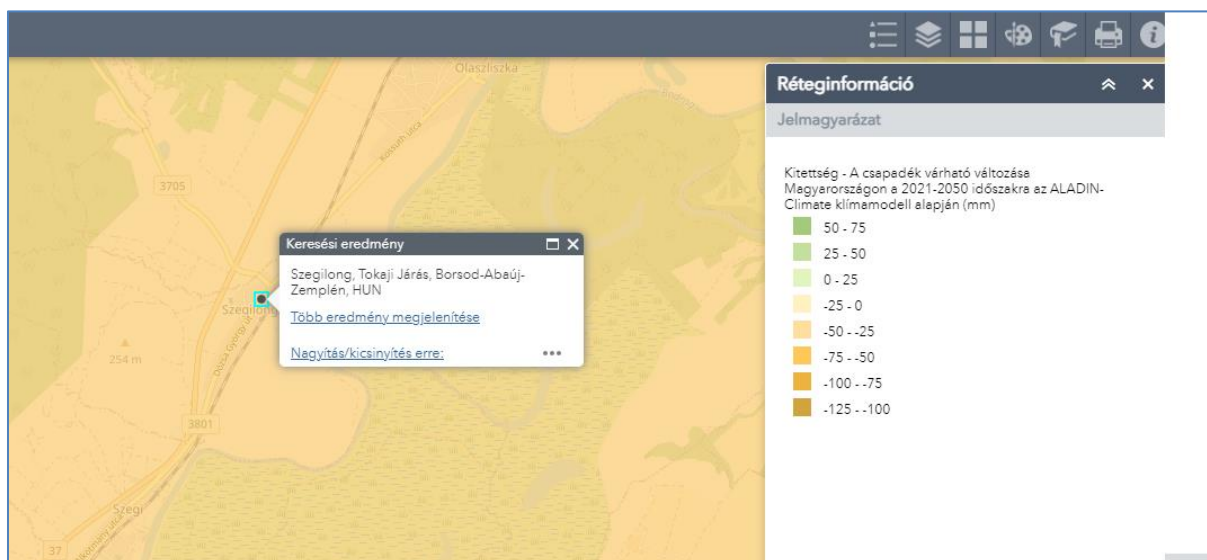 Olaszliszka
Kossuth utca
3705
Szegilong
Dózsa György út
254 m
3801
Szegi
37
Keresési eredmény
Szegilong, Tokaji Járás, Borsod-Abaúj-
Zemplén, HUN
Több eredmény megjelenítése
Nagyítás/kicsinyítés erre:
Réteginformáció
Jelmagyarázat
Kitettség - A csapadék várható változása
Magyarországon a 2021-2050 időszakra az ALADIN-
Climate klímamodell alapján (mm)
50 - 75
25 - 50
0 - 25
-25 - 0
-50 - -25
-75 - -50
-100 - -75
-125 - -100